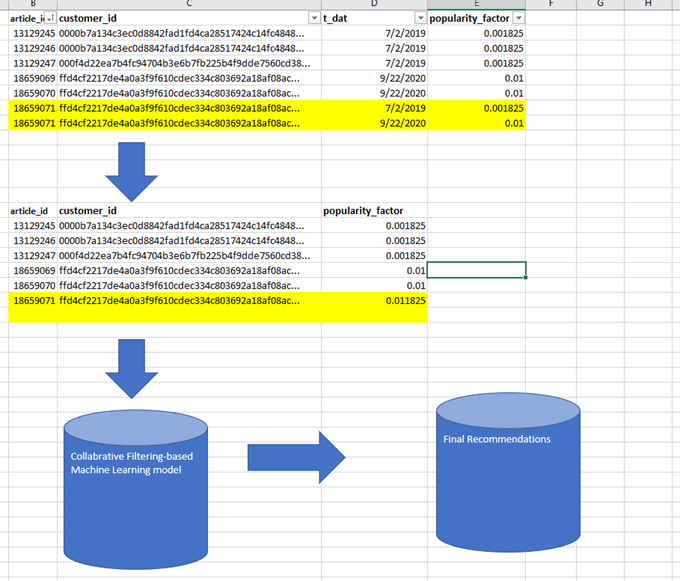 B C D E F G H
article_i customer_id t_dat popularity_factor
13129245 0000b7a134c3ec0d8842fad1fd4ca28517424c14fc4848... 7/2/2019 0.001825
13129246 0000b7a134c3ec0d8842fad1fd4ca28517424c14fc4848... 7/2/2019 0.001825
13129247 000f4d22ea7b4fc94704b3e6b7fb225b4f9dde7560cd38... 7/2/2019 0.001825
18659069 ffd4cf2217de4a0a3f9f610cdec334c803692a18af08ac... 9/22/2020 0.01
18659070 ffd4cf2217de4a0a3f9f610cdec334c803692a18af08ac... 9/22/2020 0.01
18659071 ffd4cf2217de4a0a3f9f610cdec334c803692a18af08ac... 7/2/2019 0.001825
18659071 ffd4cf2217de4a0a3f9f610cdec334c803692a18af08ac... 9/22/2020 0.01
article_id customer_id popularity_factor
13129245 0000b7a134c3ec0d8842fad1fd4ca28517424c14fc4848... 0.001825
13129246 0000b7a134c3ec0d8842fad1fd4ca28517424c14fc4848... 0.001825
13129247 000f4d22ea7b4fc94704b3e6b7fb225b4f9dde7560cd38... 0.001825
18659069 ffd4cf2217de4a0a3f9f610cdec334c803692a18af08ac... 0.01
18659070 ffd4cf2217de4a0a3f9f610cdec334c803692a18af08ac... 0.01
18659071 ffd4cf2217de4a0a3f9f610cdec334c803692a18af08ac... 0.011825
Collabrative Filtering-based
Machine Learning model
Final Recommendations